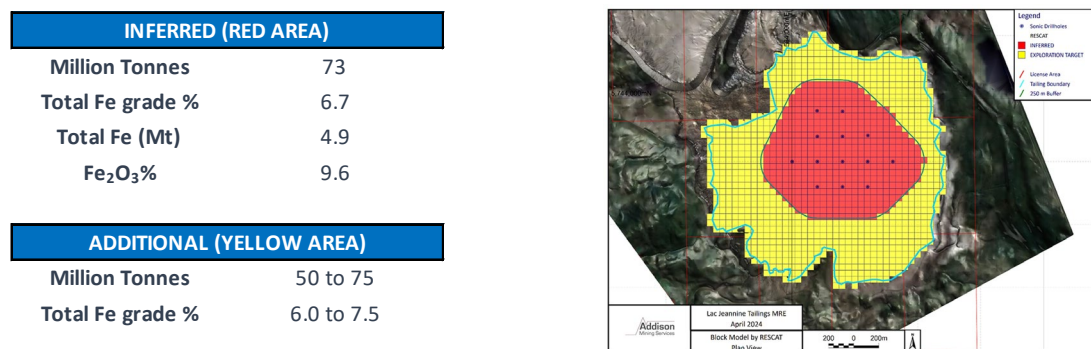 INFERRED (RED AREA)
Million Tonnes 73
Total Fe grade % 6.7
Total Fe (Mt) 4.9
Fe₂O₃% 9.6
ADDITIONAL (YELLOW AREA)
Million Tonnes 50 to 75
Total Fe grade % 6.0 to 7.5
Legend
Sonic Drillholes
RESCAT
INFERRED
EXPLORATION TARGET
License Area
Tailing Boundary
250 m Buffer
Addison
Mining Services
Lac Jeannine Tailings MRE
April 2024
Block Model by RESCAT
Plan View
200 0 200m